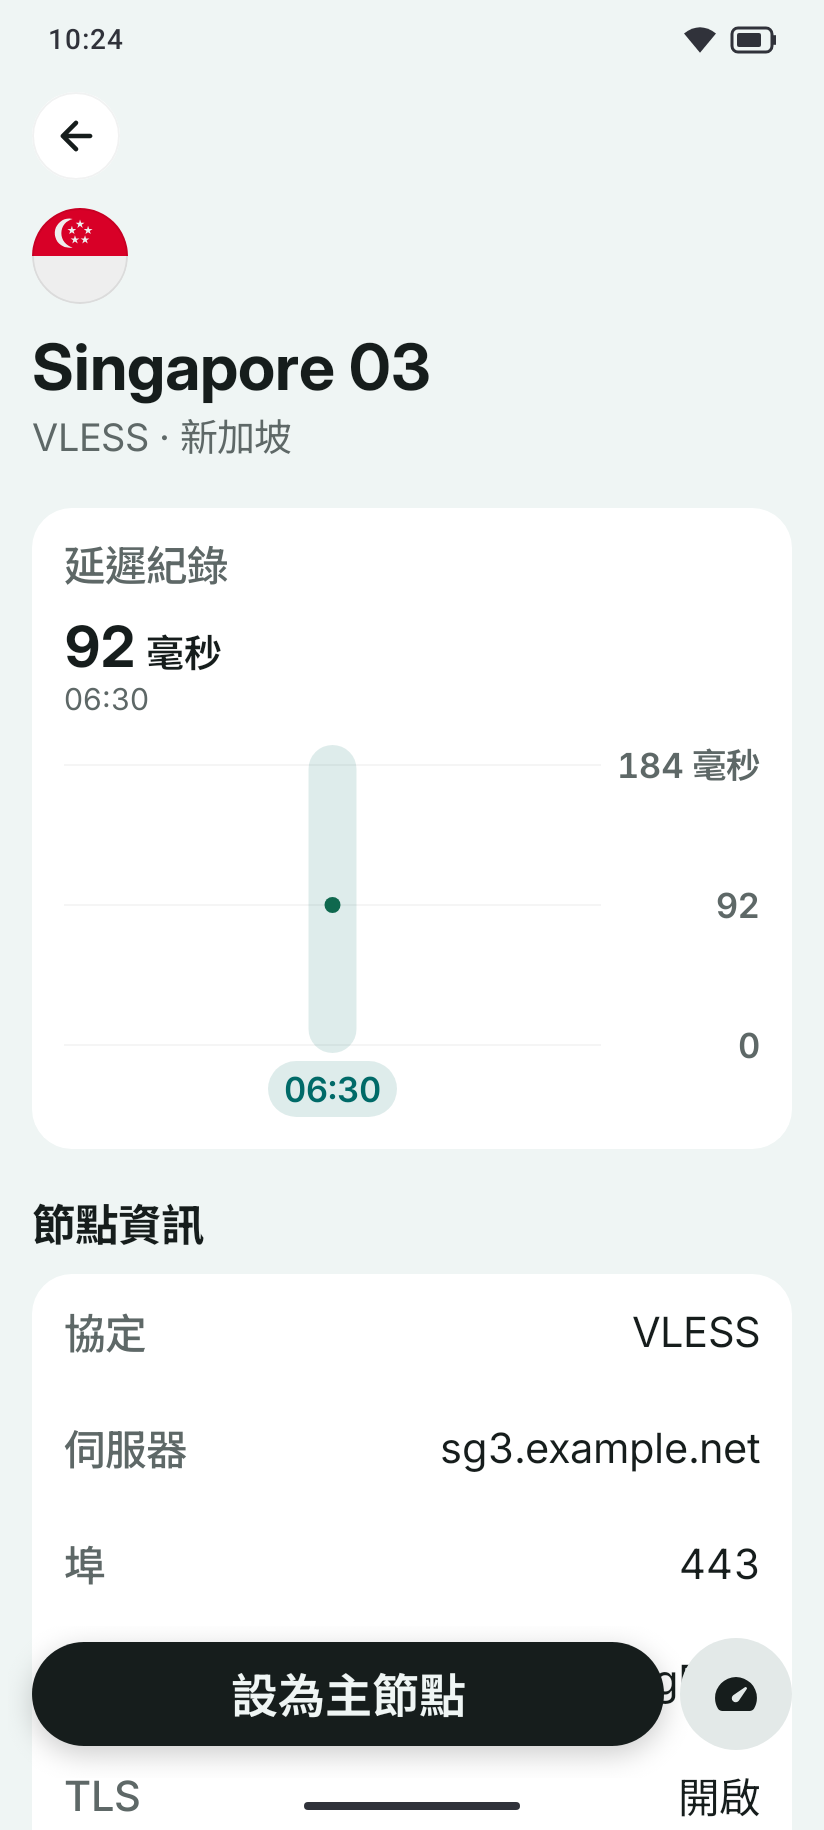 10:24
Singapore 03
VLESS · 新加坡
延遲紀錄
92 毫秒
06:30
184 毫秒
92
0
06:30
節點資訊
協定 VLESS
伺服器 sg3.example.net
埠 443
設為主節點
TLS 開啟